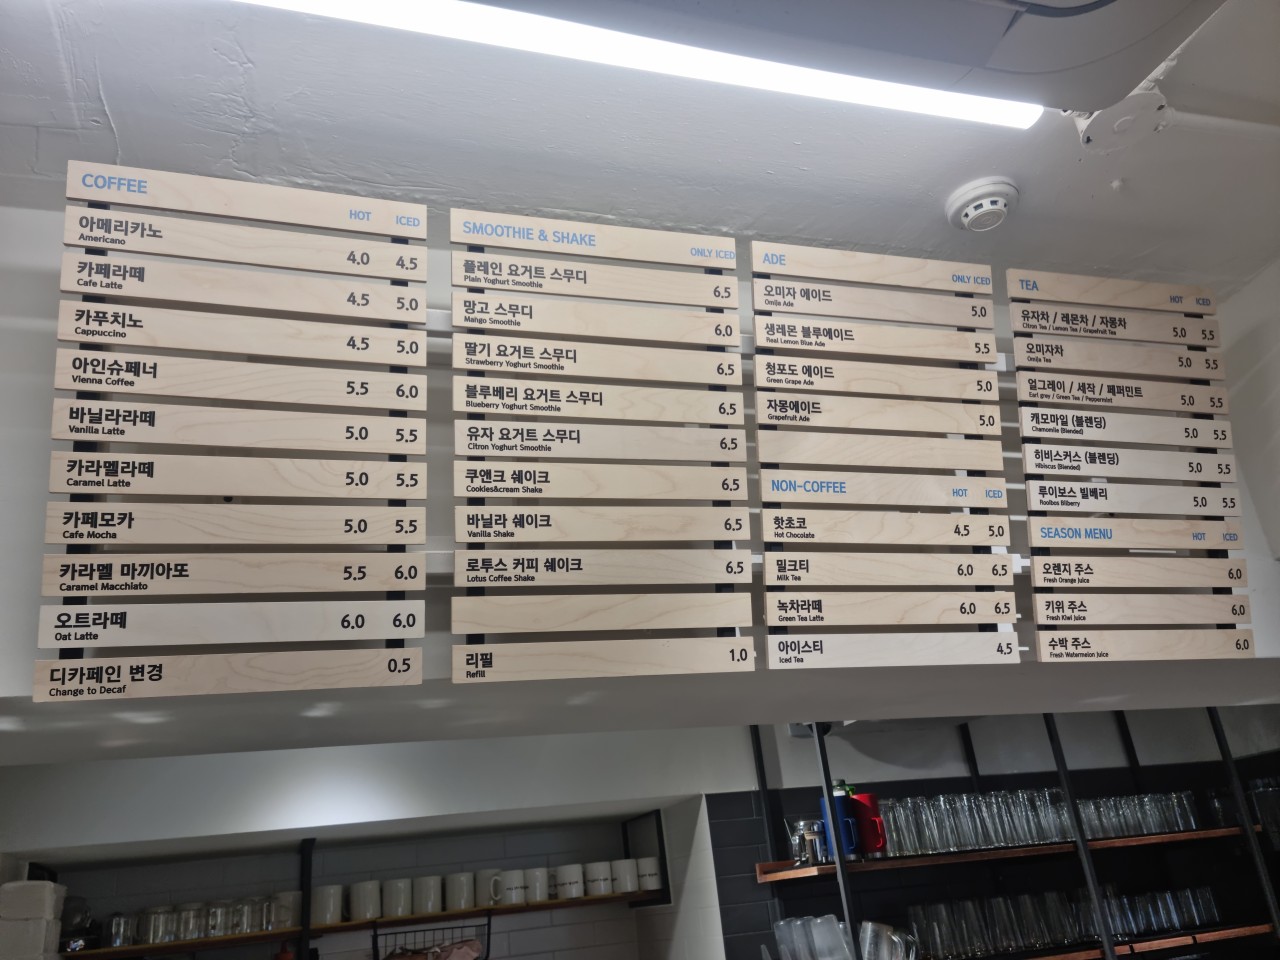 COFFEE
HOT ICED
아메리카노 4.0 4.5
Americano
카페라떼 4.5 5.0
Cafe Latte
카푸치노 4.5 5.0
Cappuccino
아인슈페너 5.5 6.0
Vienna Coffee
바닐라라떼 5.0 5.5
Vanilla Latte
카라멜라떼 5.0 5.5
Caramel Latte
카페모카 5.0 5.5
Cafe Mocha
카라멜 마끼아또 5.5 6.0
Caramel Macchiato
오트라떼 6.0 6.0
Oat Latte
디카페인 변경 0.5
Change to Decaf
SMOOTHIE & SHAKE
ONLY ICED
플레인 요거트 스무디 6.5
Plain Yoghurt Smoothie
망고 스무디 6.0
Mango Smoothie
딸기 요거트 스무디 6.5
Strawberry Yoghurt Smoothie
블루베리 요거트 스무디 6.5
Blueberry Yoghurt Smoothie
유자 요거트 스무디 6.5
Citron Yoghurt Smoothie
쿠앤크 쉐이크 6.5
Cookies&cream Shake
바닐라 쉐이크 6.5
Vanilla Shake
로투스 커피 쉐이크 6.5
Lotus Coffee Shake
리필 1.0
Refill
ADE
ONLY ICED
오미자 에이드 5.0
Omija Ade
생레몬 블루에이드 5.5
Real Lemon Blue Ade
청포도 에이드 5.0
Green Grape Ade
자몽에이드 5.0
Grapefruit Ade
NON-COFFEE HOT ICED
핫초코 4.5 5.0
Hot Chocolate
밀크티 6.0 6.5
Milk Tea
녹차라떼 6.0 6.5
Green Tea Latte
아이스티 4.5
Iced Tea
TEA
HOT ICED
유자차 / 레몬차 / 자몽차 5.0 5.5
Citron Tea / Lemon Tea / Grapefruit Tea
오미자차 5.0 5.5
Omija Tea
얼그레이 / 세작 / 페퍼민트 5.0 5.5
Earl grey / Green Tea / Peppermint
캐모마일 (블렌딩) 5.0 5.5
Chamomile (Blended)
히비스커스 (블렌딩) 5.0 5.5
Hibiscus (Blended)
루이보스 빌베리 5.0 5.5
Rooibos Bilberry
SEASON MENU HOT ICED
오렌지 주스 6.0
Fresh Orange Juice
키위 주스 6.0
Fresh Kiwi Juice
수박 주스 6.0
Fresh Watermelon Juice